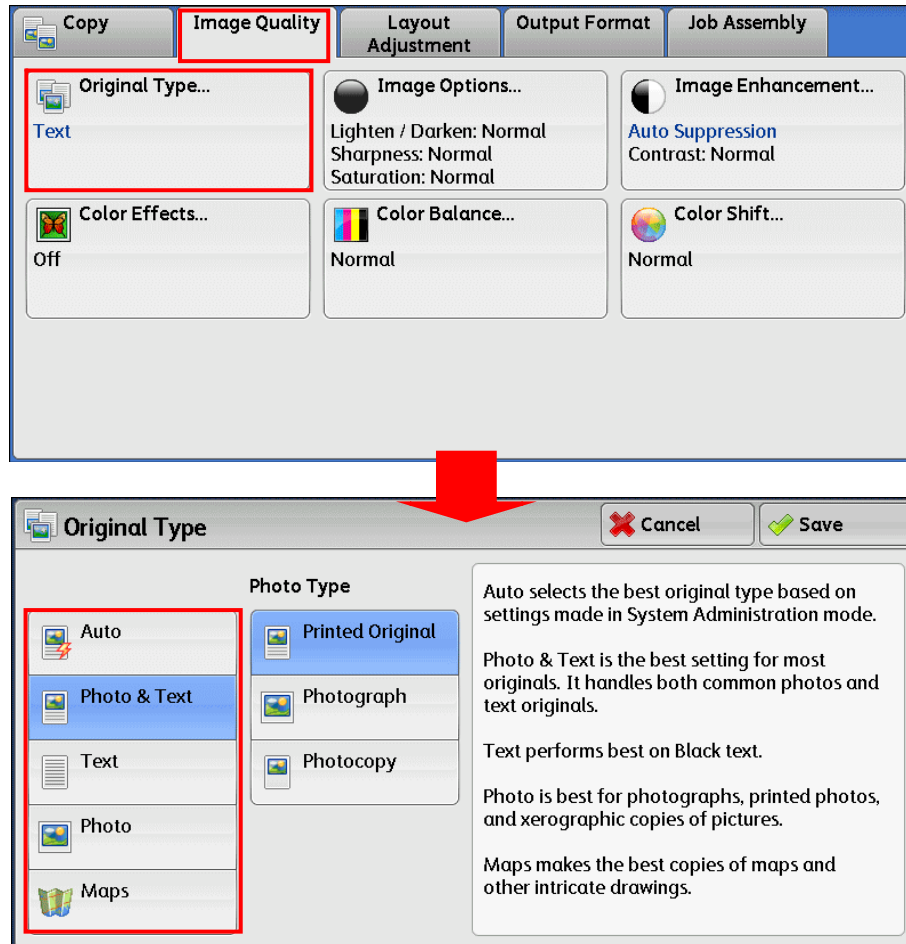 Copy
Image Quality
Layout
Adjustment
Output Format
Job Assembly
Original Type...
Text
Image Options...
Lighten / Darken: Normal
Sharpness: Normal
Saturation: Normal
Image Enhancement...
Auto Suppression
Contrast: Normal
Color Effects...
Off
Color Balance...
Normal
Color Shift...
Normal
Original Type
Cancel
Save
Auto
Photo & Text
Text
Photo
Maps
Photo Type
Printed Original
Photograph
Photocopy
Auto selects the best original type based on
settings made in System Administration mode.
Photo & Text is the best setting for most
originals. It handles both common photos and
text originals.
Text performs best on Black text.
Photo is best for photographs, printed photos,
and xerographic copies of pictures.
Maps makes the best copies of maps and
other intricate drawings.